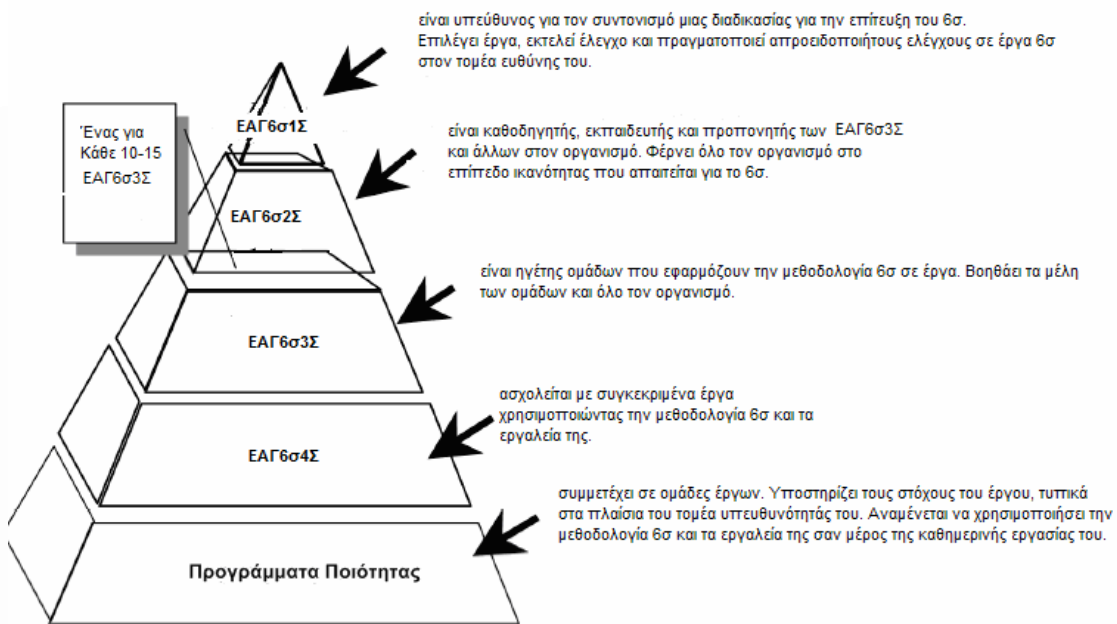 είναι υπεύθυνος για τον συντονισμό μιας διαδικασίας για την επίτευξη του 6σ.
Επιλέγει έργα, εκτελεί έλεγχο και πραγματοποιεί απροειδοποιήτους ελέγχους σε έργα 6σ
στον τομέα ευθύνης του.
ΕΑΓ6σ1Σ
Ένας για
Κάθε 10-15
ΕΑΓ6σ3Σ
είναι καθοδηγητής, εκπαιδευτής και προπονητής των ΕΑΓ6σ3Σ
και άλλων στον οργανισμό. Φέρνει όλο τον οργανισμό στο
επίπεδο ικανότητας που απαιτείται για το 6σ.
ΕΑΓ6σ2Σ
είναι ηγέτης ομάδων που εφαρμόζουν την μεθοδολογία 6σ σε έργα. Βοηθάει τα μέλη
των ομάδων και όλο τον οργανισμό.
ΕΑΓ6σ3Σ
ασχολείται με συγκεκριμένα έργα
χρησιμοποιώντας την μεθοδολογία 6σ και τα
εργαλεία της.
ΕΑΓ6σ4Σ
συμμετέχει σε ομάδες έργων. Υποστηρίζει τους στόχους του έργου, τυπικά
στα πλαίσια του τομέα υπευθυνότητάς του. Αναμένεται να χρησιμοποιήσει την
μεθοδολογία 6σ και τα εργαλεία της σαν μέρος της καθημερινής εργασίας του.
Προγράμματα Ποιότητας